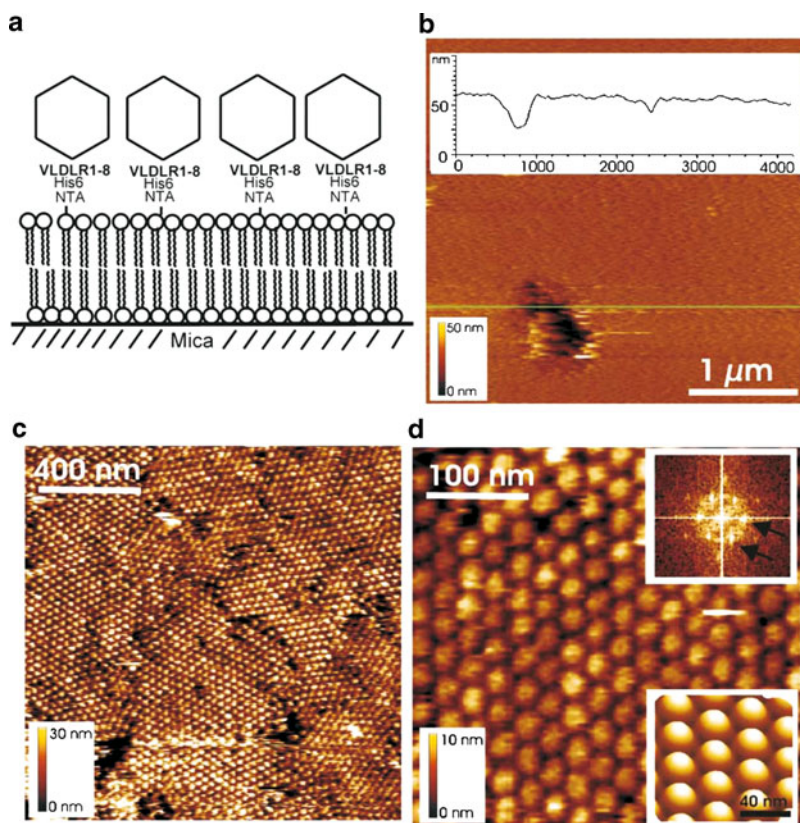 a
VLDLR1-8 VLDLR1-8 VLDLR1-8 VLDLR1-8
His6 His6 His6 His6
NTA NTA NTA NTA
Mica
b
nm
50
0
0 1000 2000 3000 4000
50 nm
0 nm
1 µm
c
400 nm
30 nm
0 nm
d
100 nm
10 nm
0 nm
40 nm